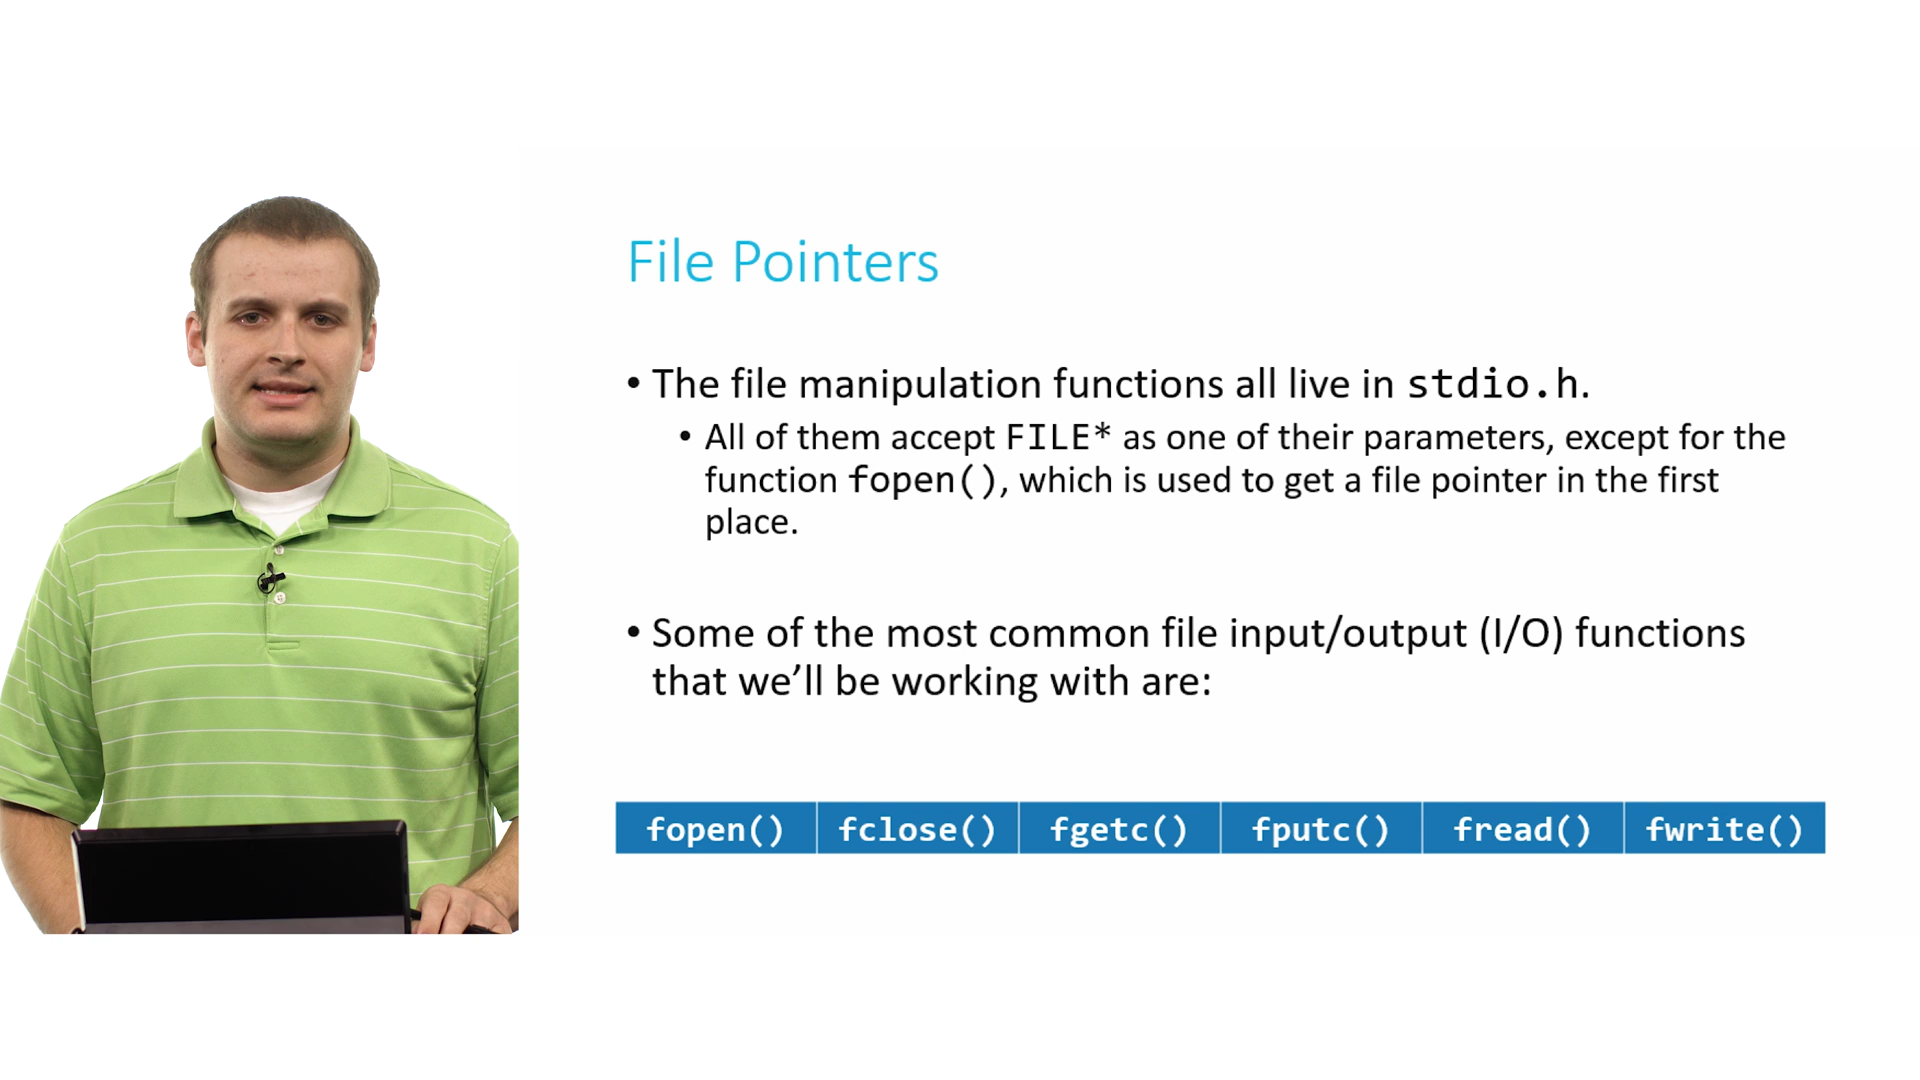 File Pointers
• The file manipulation functions all live in stdio.h.
• All of them accept FILE* as one of their parameters, except for the
function fopen(), which is used to get a file pointer in the first
place.
• Some of the most common file input/output (I/O) functions
that we’ll be working with are:
fopen() fclose() fgetc() fputc() fread() fwrite()